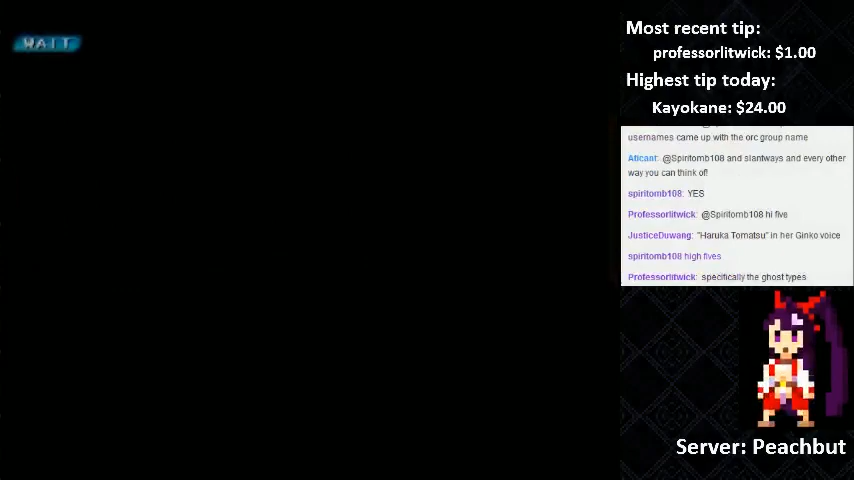 WAIT
Most recent tip:
professorlitwick: $1.00
Highest tip today:
Kayokane: $24.00
usernames came up with the orc group name
Aficant: @Spiritomb108 and slantways and every other
way you can think of!
spiritomb108: YES
Professorlitwick: @Spiritomb108 hi five
JusticeDuwang: "Haruka Tomatsu" in her Ginko voice
spiritomb108 high fives
Professorlitwick: specifically the ghost types
Server: Peachbut